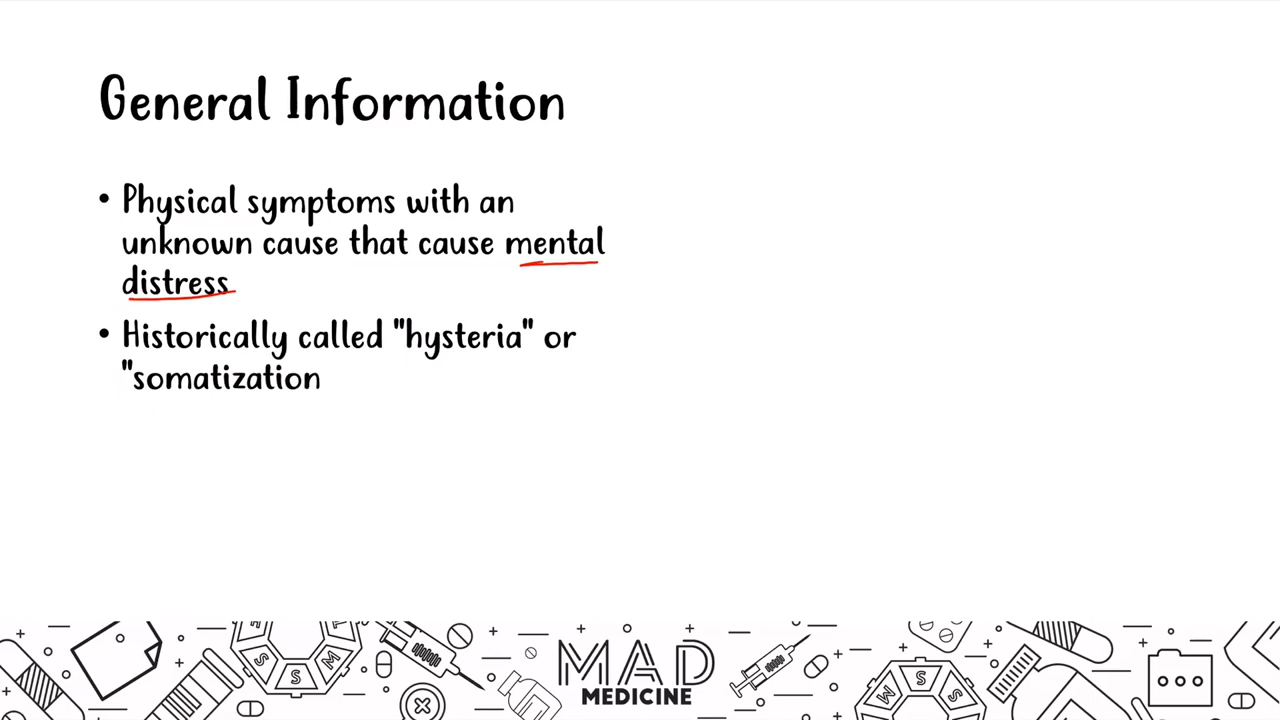 General Information
• Physical symptoms with an
unknown cause that cause mental
distress
• Historically called "hysteria" or
"somatization
MAD
MEDICINE
S
S
M
M
S
S